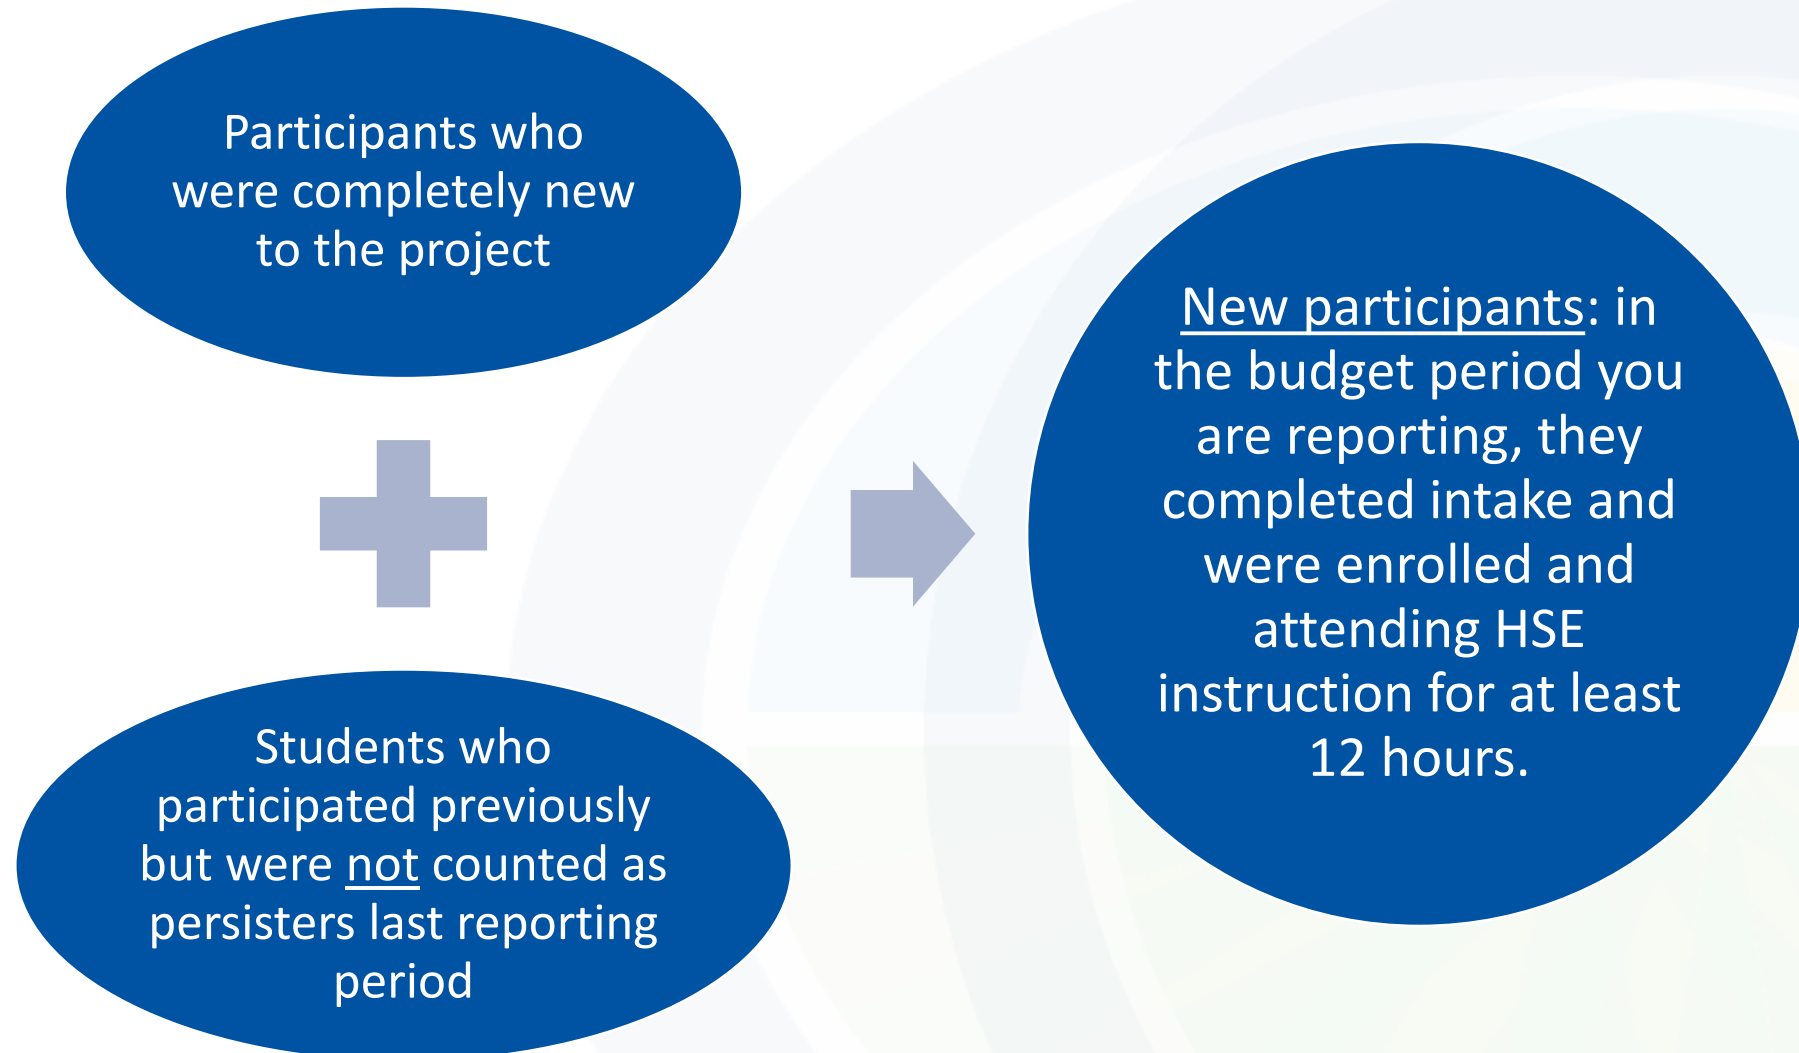 Participants who
were completely new
to the project
Students who
participated previously
but were not counted as
persisters last reporting
period
New participants: in
the budget period you
are reporting, they
completed intake and
were enrolled and
attending HSE
instruction for at least
12 hours.